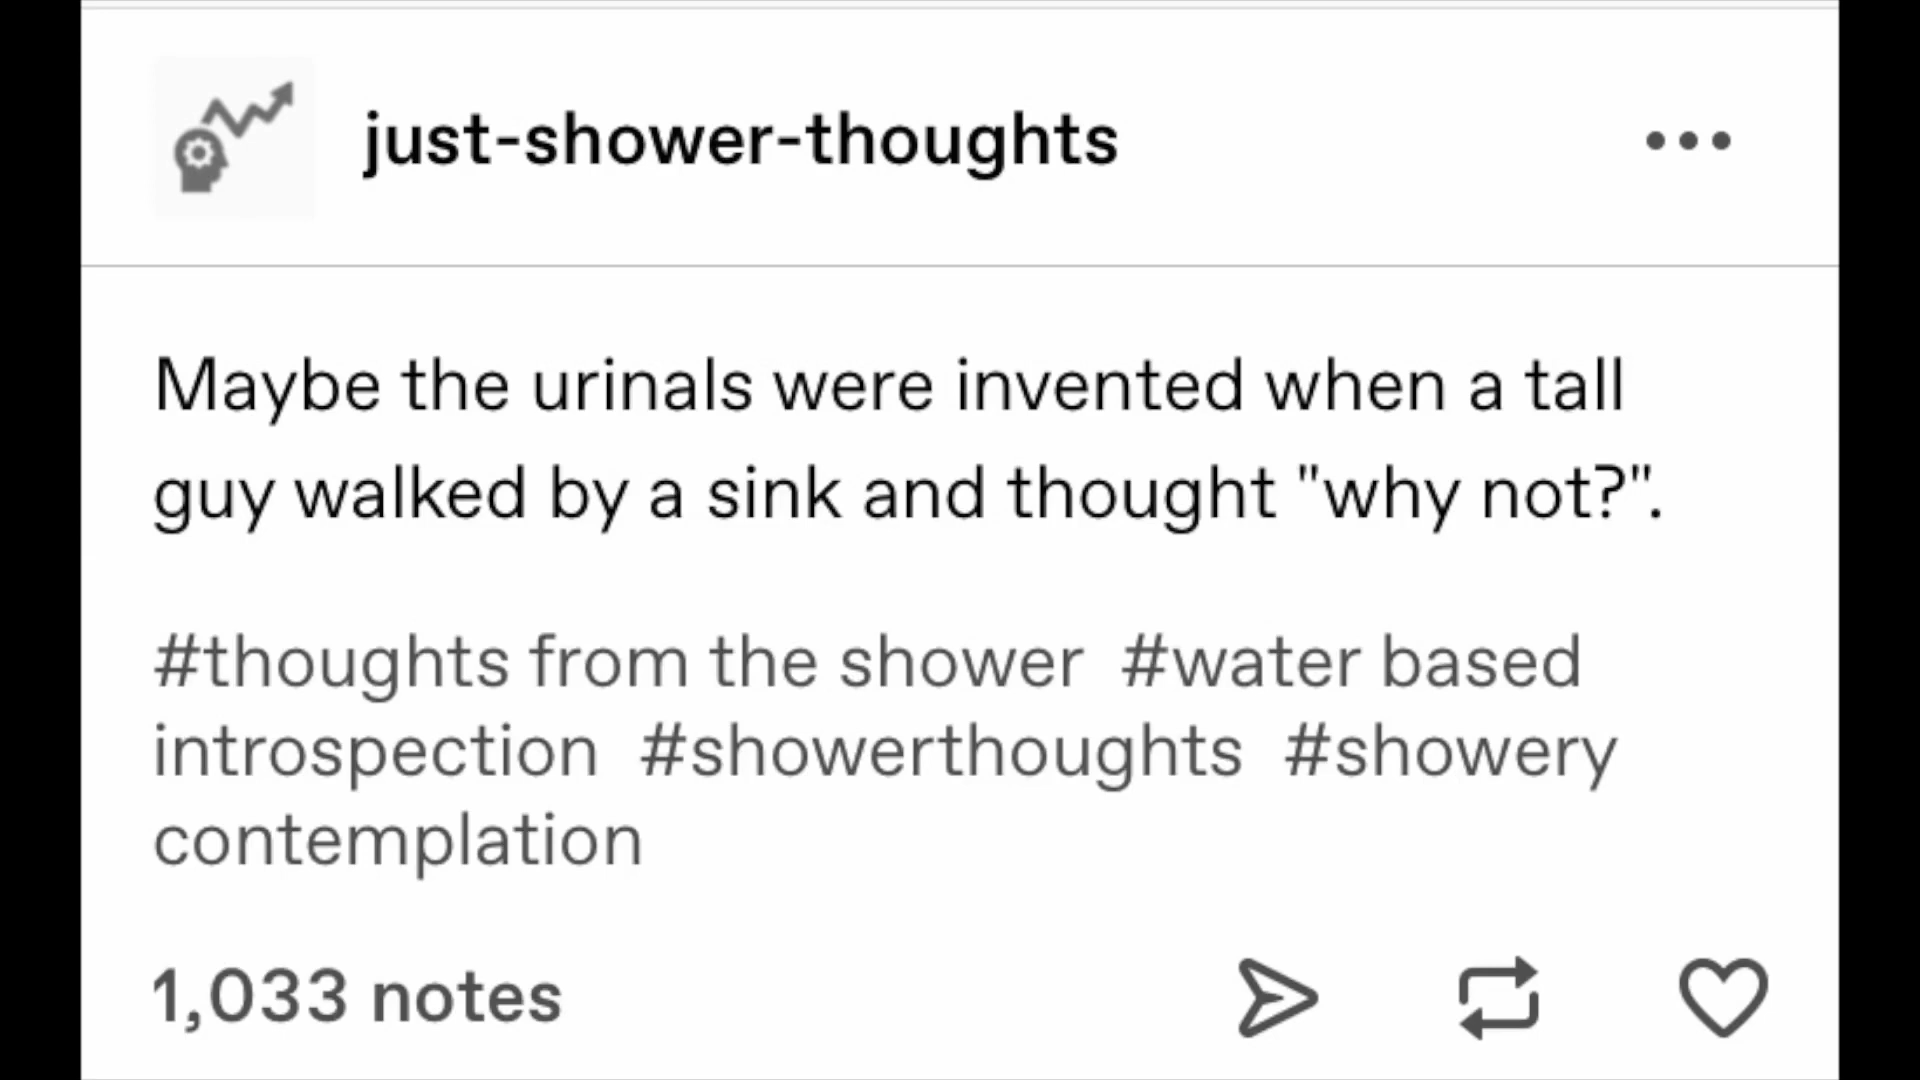 just-shower-thoughts
Maybe the urinals were invented when a tall
guy walked by a sink and thought "why not?".
#thoughts from the shower #water based
introspection #showerthoughts #showery
contemplation
1,033 notes